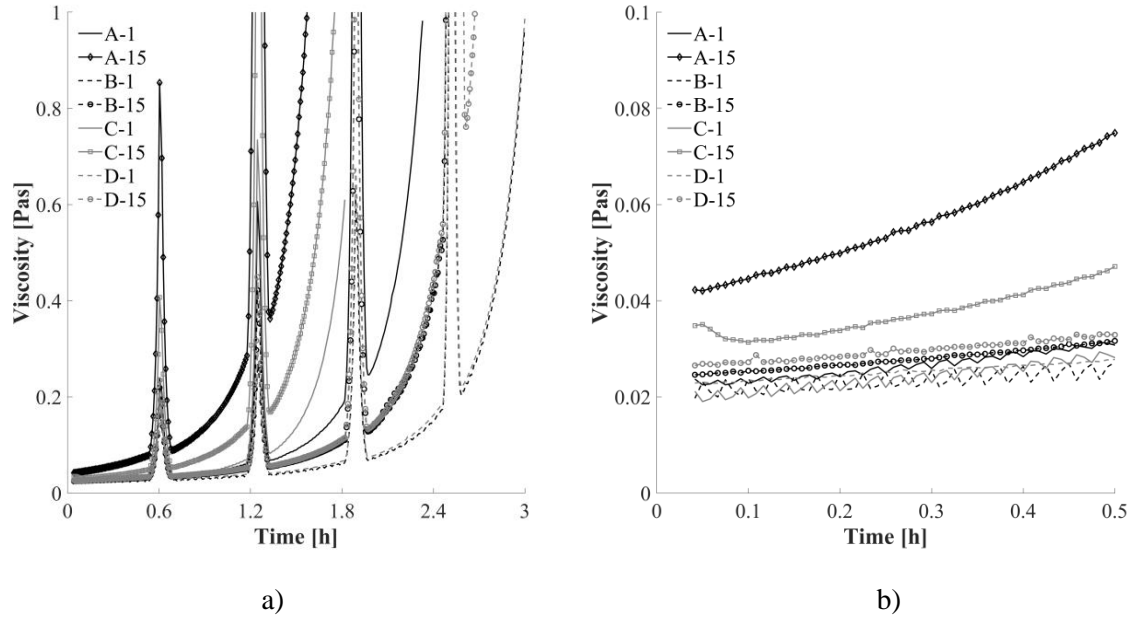 1
0.8
0.6
0.4
0.2
0
Viscosity [Pas]
A-1
A-15
B-1
B-15
C-1
C-15
D-1
D-15
0 0.6 1.2 1.8 2.4 3
Time [h]
a)
0.1
0.08
0.06
0.04
0.02
0
Viscosity [Pas]
A-1
A-15
B-1
B-15
C-1
C-15
D-1
D-15
0 0.1 0.2 0.3 0.4 0.5
Time [h]
b)